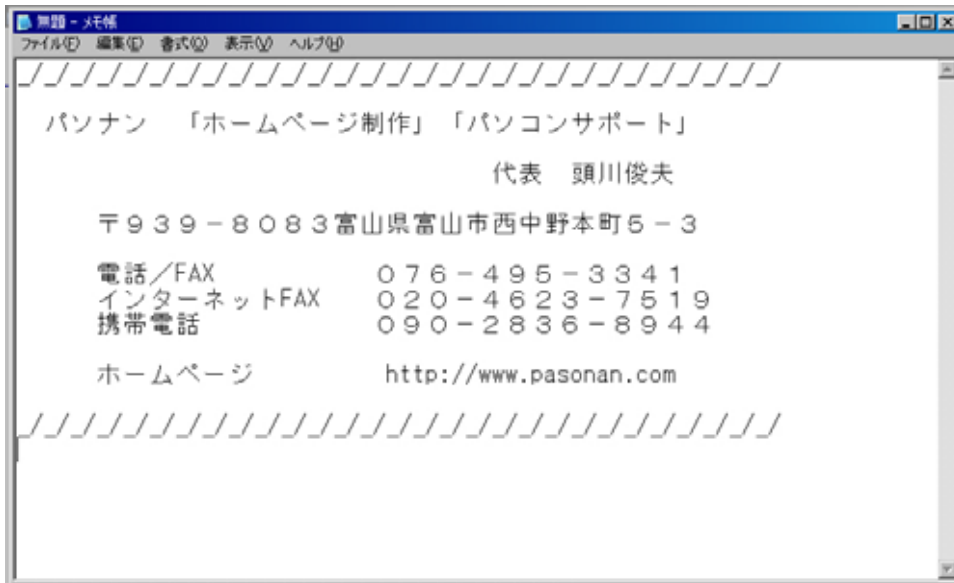 無題 - メモ帳
ファイル(F) 編集(E) 書式(O) 表示(V) ヘルプ(H)
_/_/_/_/_/_/_/_/_/_/_/_/_/_/_/_/_/_/_/_/_/_/_/_/_/_/_/_/_/
パソナン 「ホームページ制作」「パソコンサポート」
代表 頭川俊夫
〒939-8083富山県富山市西中野本町5-3
電話/FAX 076-495-3341
インターネットFAX 020-4623-7519
携帯電話 090-2836-8944
ホームページ http://www.pasonan.com
_/_/_/_/_/_/_/_/_/_/_/_/_/_/_/_/_/_/_/_/_/_/_/_/_/_/_/_/_/